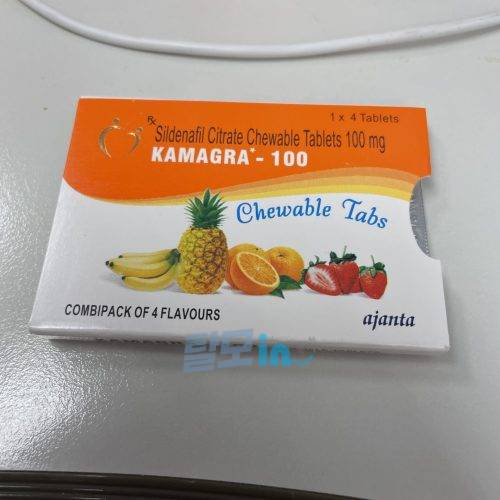 1 x 4 Tablets
Rx Sildenafil Citrate Chewable Tablets 100 mg
KAMAGRA - 100
Chewable Tabs
COMBIPACK OF 4 FLAVOURS
ajanta
탈모in